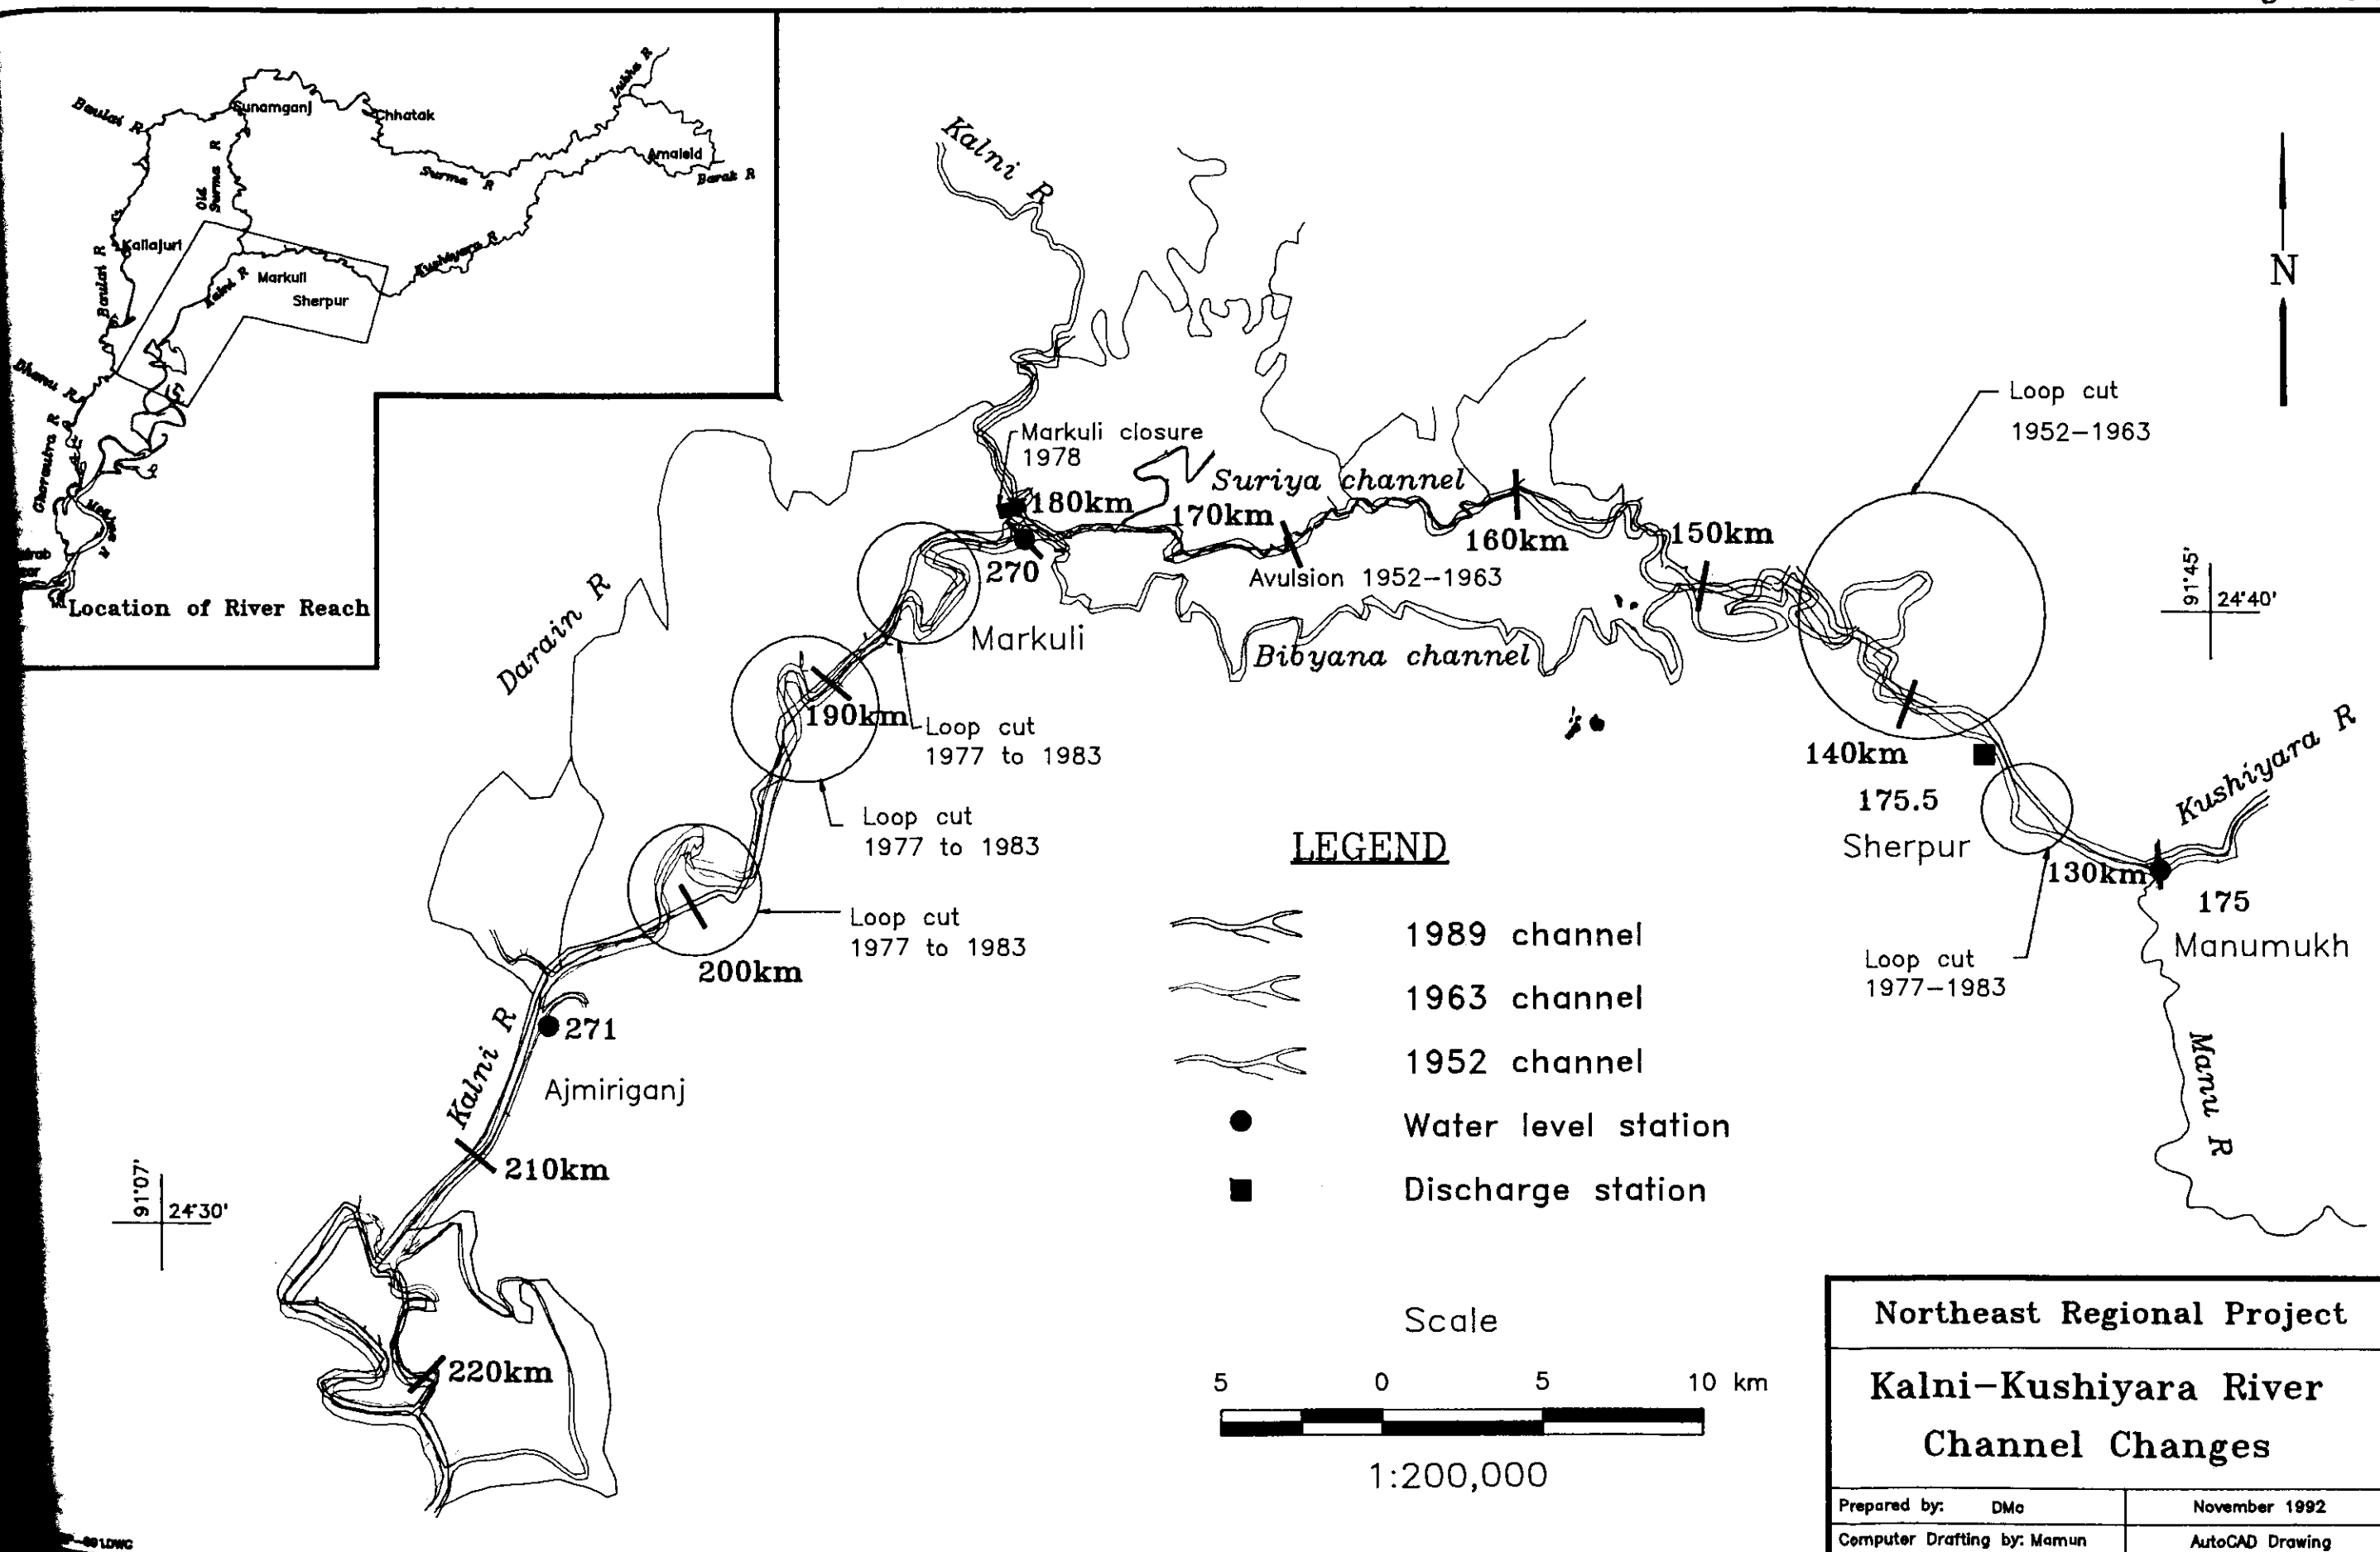 Baulai R
Sunamganj
Chhatak
Lubha R
Amalsid
Barak R
Surma R
Old
Surma R
Kaliajuri
Baulai R
Kushiyara R
Kalni R
Markuli
Sherpur
Dhanu R
Ghorautra R
Location of River Reach
Kalni R
N
Loop cut
1952-1963
Markuli closure
1978
Suriya channel
180km
170km
160km
150km
270
Avulsion 1952-1963
91°45'
24°40'
Darain R
Markuli
Bibyana channel
190km
Loop cut
1977 to 1983
140km
Kushiyara R
175.5
Sherpur
Loop cut
1977 to 1983
LEGEND
130km
175
Manumukh
Loop cut
1977 to 1983
200km
1989 channel
Loop cut
1977-1983
1963 channel
271
Kalni R
1952 channel
Manu R
Ajmiriganj
Water level station
210km
Discharge station
91°07'
24°30'
220km
Scale
5 0 5 10 km
1:200,000
Northeast Regional Project
Kalni-Kushiyara River
Channel Changes
Prepared by: DMc
November 1992
Computer Drafting by: Mamun
AutoCAD Drawing